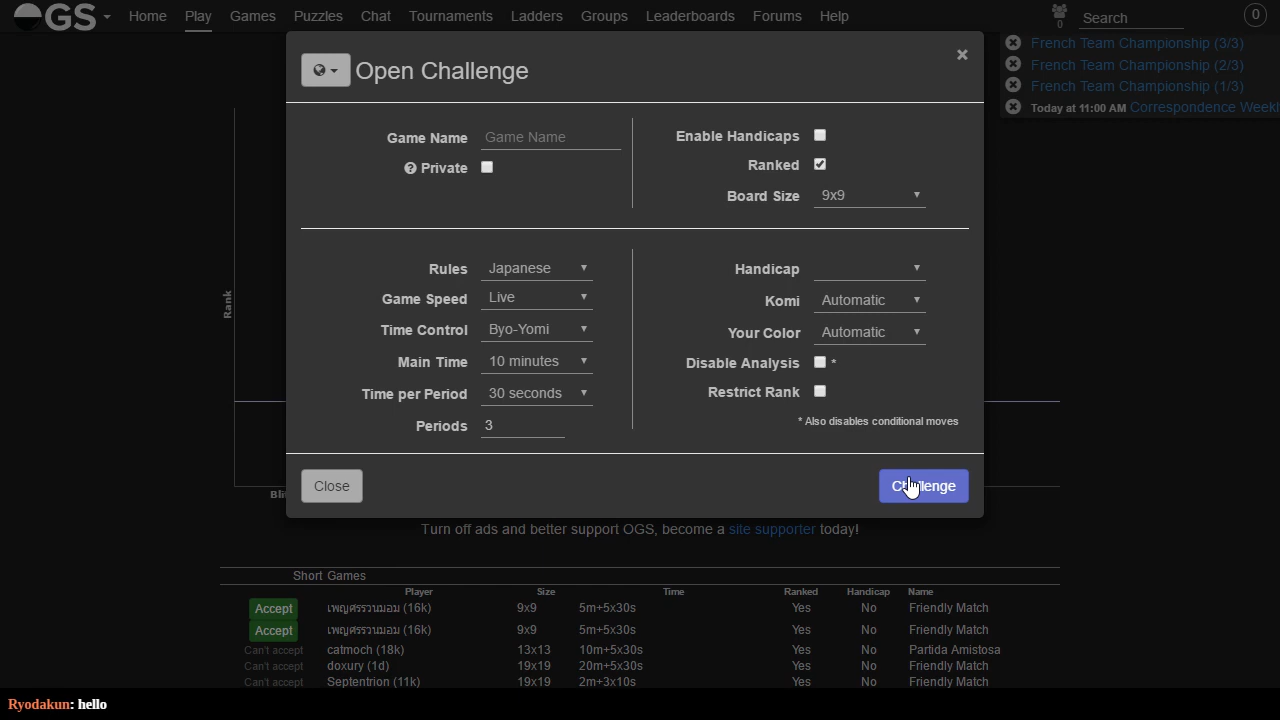 OGS Home Play Games Puzzles Chat Tournaments Ladders Groups Leaderboards Forums Help 0 Search 0
French Team Championship (3/3)
French Team Championship (2/3)
French Team Championship (1/3)
Today at 11:00 AM Correspondence Weekl
Open Challenge ×
Game Name Game Name
? Private
Enable Handicaps
Ranked
Board Size 9x9
Rules Japanese
Game Speed Live
Time Control Byo-Yomi
Main Time 10 minutes
Time per Period 30 seconds
Periods 3
Handicap
Komi Automatic
Your Color Automatic
Disable Analysis *
Restrict Rank
* Also disables conditional moves
Close Challenge
Rank
Bli
Turn off ads and better support OGS, become a site supporter today!
Short Games
Player Size Time Ranked Handicap Name
Accept เพญศรรวนมอม (16k) 9x9 5m+5x30s Yes No Friendly Match
Accept เพญศรรวนมอม (16k) 9x9 5m+5x30s Yes No Friendly Match
Can't accept catmoch (18k) 13x13 10m+5x30s Yes No Partida Amistosa
Can't accept doxury (1d) 19x19 20m+5x30s Yes No Friendly Match
Can't accept Septentrion (11k) 19x19 2m+3x10s Yes No Friendly Match
Ryodakun: hello